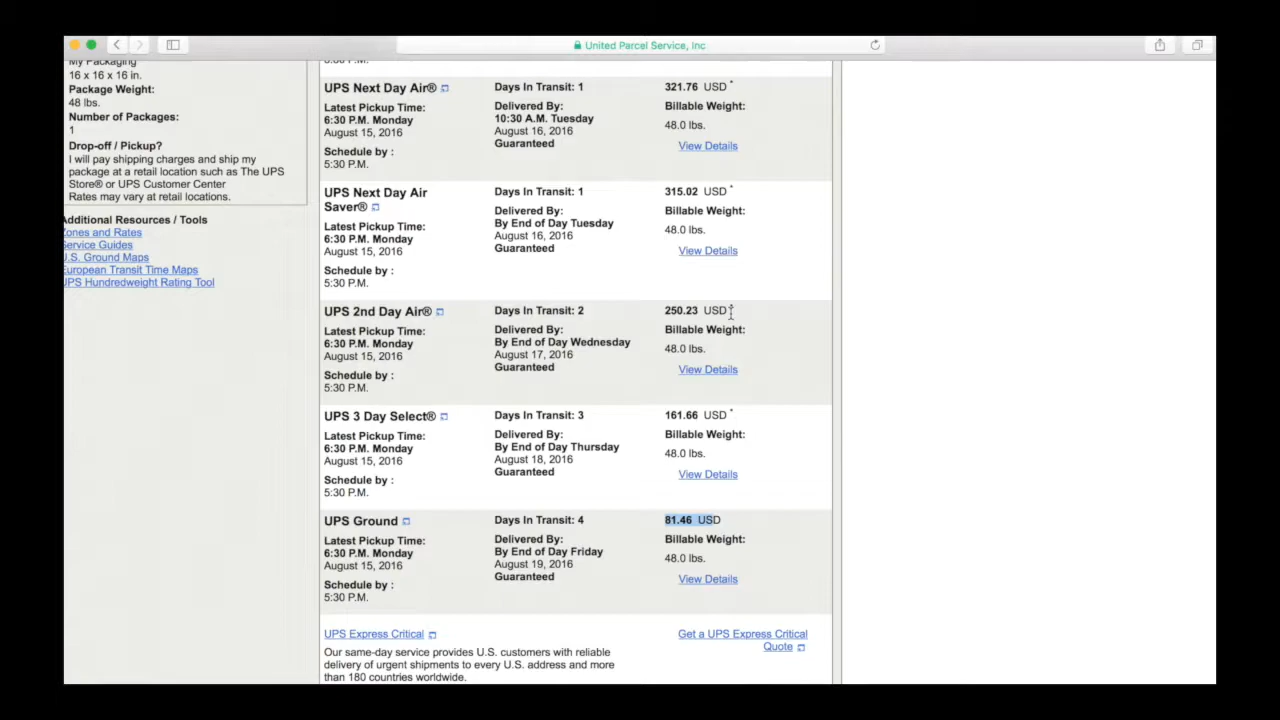 United Parcel Service, Inc
My Packaging
16 x 16 x 16 in.
Package Weight:
48 lbs.
Number of Packages:
1
Drop-off / Pickup?
I will pay shipping charges and ship my
package at a retail location such as The UPS
Store® or UPS Customer Center
Rates may vary at retail locations.
Additional Resources / Tools
Zones and Rates
Service Guides
U.S. Ground Maps
European Transit Time Maps
UPS Hundredweight Rating Tool
5:30 P.M.
UPS Next Day Air®
Latest Pickup Time:
6:30 P.M. Monday
August 15, 2016
Schedule by :
5:30 P.M.
Days In Transit: 1
Delivered By:
10:30 A.M. Tuesday
August 16, 2016
Guaranteed
321.76 USD *
Billable Weight:
48.0 lbs.
View Details
UPS Next Day Air
Saver®
Latest Pickup Time:
6:30 P.M. Monday
August 15, 2016
Schedule by :
5:30 P.M.
Days In Transit: 1
Delivered By:
By End of Day Tuesday
August 16, 2016
Guaranteed
315.02 USD *
Billable Weight:
48.0 lbs.
View Details
UPS 2nd Day Air®
Latest Pickup Time:
6:30 P.M. Monday
August 15, 2016
Schedule by :
5:30 P.M.
Days In Transit: 2
Delivered By:
By End of Day Wednesday
August 17, 2016
Guaranteed
250.23 USD
Billable Weight:
48.0 lbs.
View Details
UPS 3 Day Select®
Latest Pickup Time:
6:30 P.M. Monday
August 15, 2016
Schedule by :
5:30 P.M.
Days In Transit: 3
Delivered By:
By End of Day Thursday
August 18, 2016
Guaranteed
161.66 USD *
Billable Weight:
48.0 lbs.
View Details
UPS Ground
Latest Pickup Time:
6:30 P.M. Monday
August 15, 2016
Schedule by :
5:30 P.M.
Days In Transit: 4
Delivered By:
By End of Day Friday
August 19, 2016
Guaranteed
81.46 USD
Billable Weight:
48.0 lbs.
View Details
UPS Express Critical
Our same-day service provides U.S. customers with reliable
delivery of urgent shipments to every U.S. address and more
than 180 countries worldwide.
Get a UPS Express Critical
Quote